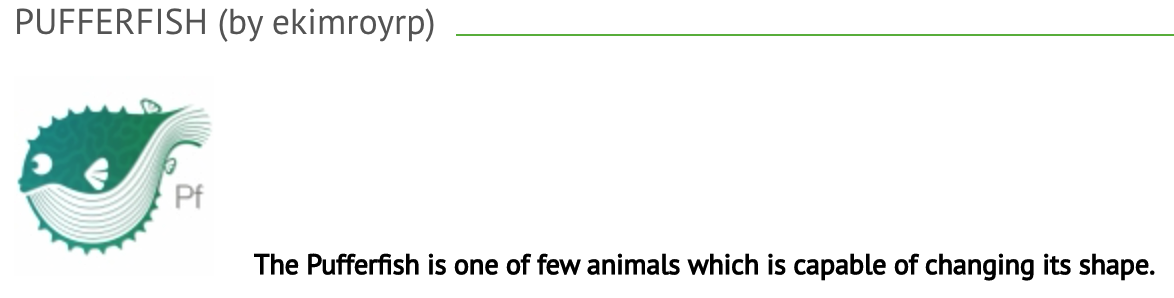 PUFFERFISH (by ekimroyrp)
Pf
The Pufferfish is one of few animals which is capable of changing its shape.